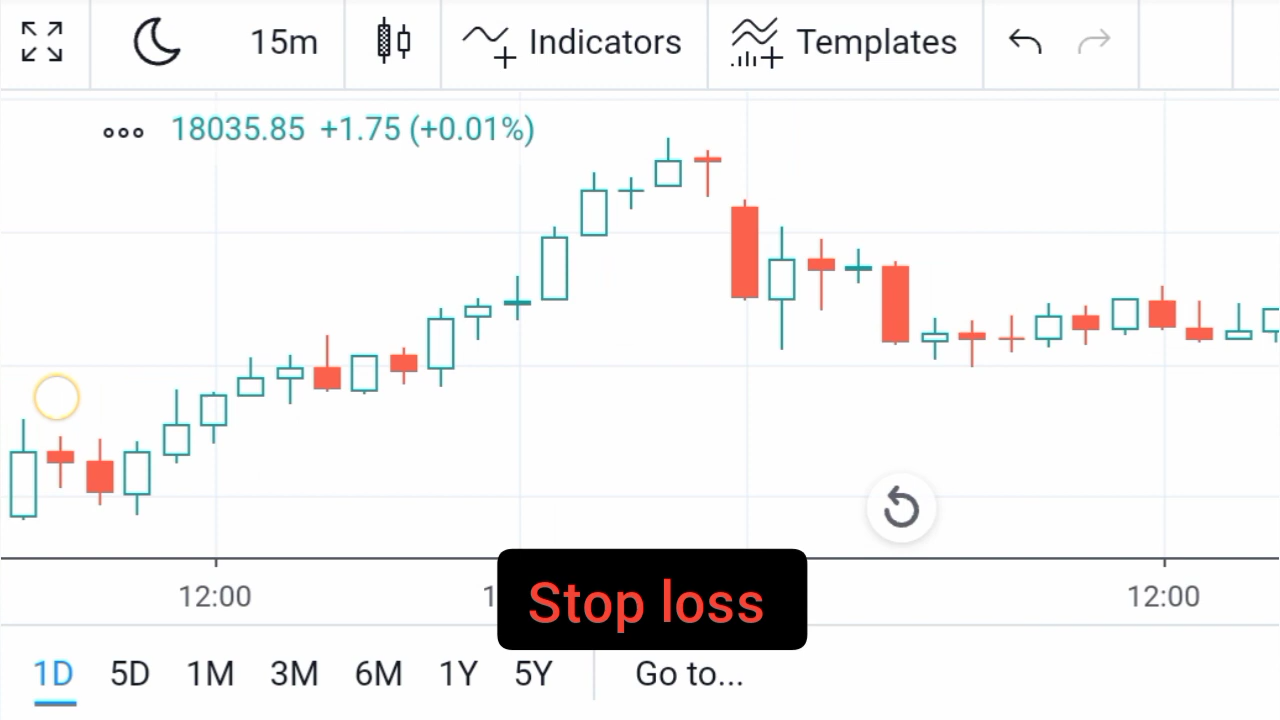 15m Indicators Templates
18035.85 +1.75 (+0.01%)
12:00 12:00
Stop loss
1D 5D 1M 3M 6M 1Y 5Y Go to...